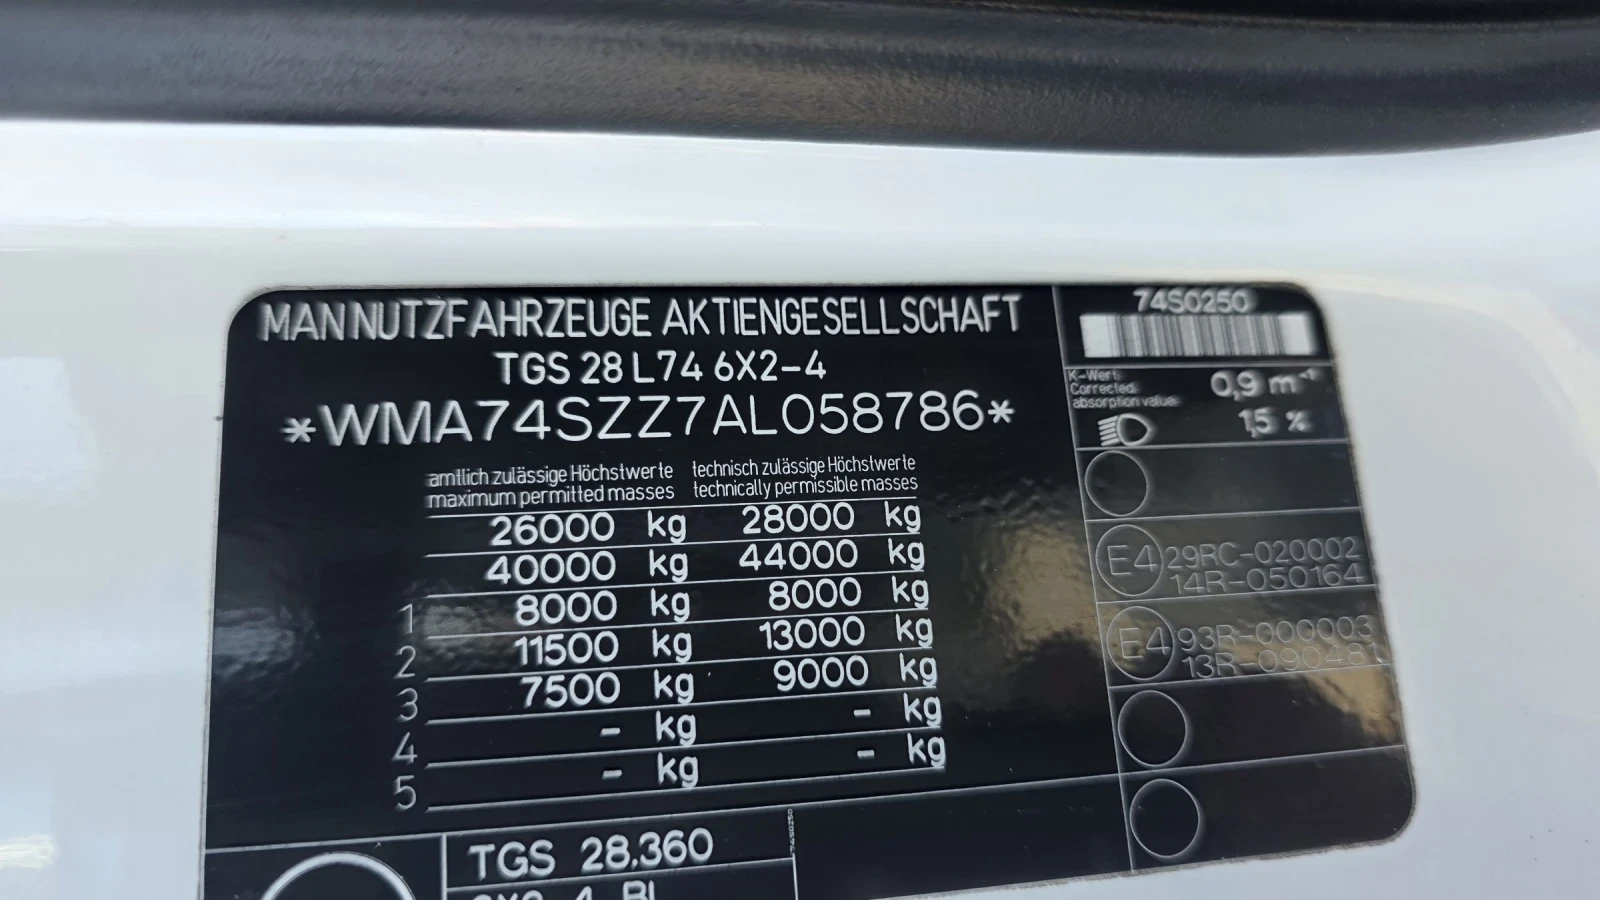 MAN NUTZFAHRZEUGE AKTIENGESELLSCHAFT
TGS 28 L74 6X2-4
*WMA74SZZ7AL058786*
amtlich zulässige Höchstwerte technisch zulässige Höchstwerte
maximum permitted masses technically permissible masses
26000 kg 28000 kg
40000 kg 44000 kg
1 8000 kg 8000 kg
2 11500 kg 13000 kg
3 7500 kg 9000 kg
4 - kg - kg
5 - kg - kg
TGS 28.360
74S0250
74S0250
K-Wert:
Corrected
absorption value:
0,9 m⁻¹
1,5 %
E4 29RC-020002
14R-050164
E4 93R-000003
13R-090481